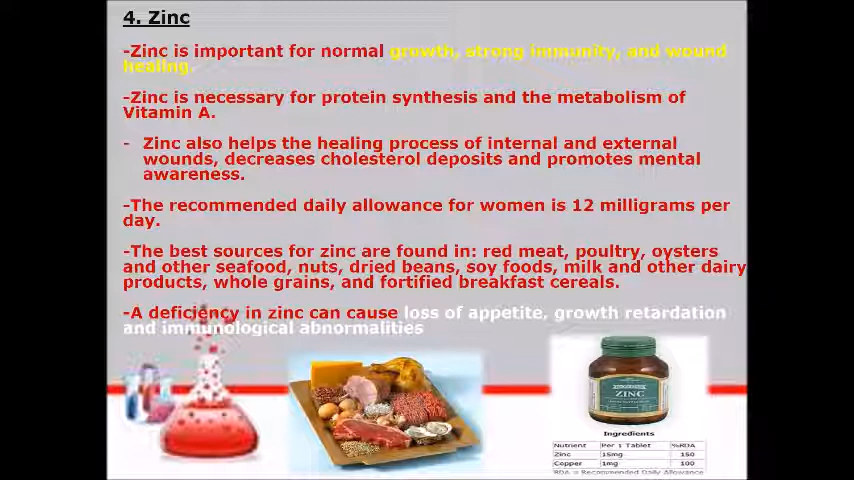 4. Zinc
-Zinc is important for normal growth, strong immunity, and wound
healing.
-Zinc is necessary for protein synthesis and the metabolism of
Vitamin A.
- Zinc also helps the healing process of internal and external
wounds, decreases cholesterol deposits and promotes mental
awareness.
-The recommended daily allowance for women is 12 milligrams per
day.
-The best sources for zinc are found in: red meat, poultry, oysters
and other seafood, nuts, dried beans, soy foods, milk and other dairy
products, whole grains, and fortified breakfast cereals.
-A deficiency in zinc can cause loss of appetite, growth retardation
and immunological abnormalities
ZINC
Ingredients
Nutrient Per 1 Tablet %RDA
Zinc 15mg 150
Copper 1mg 100
RDA = Recommended Daily Allowance